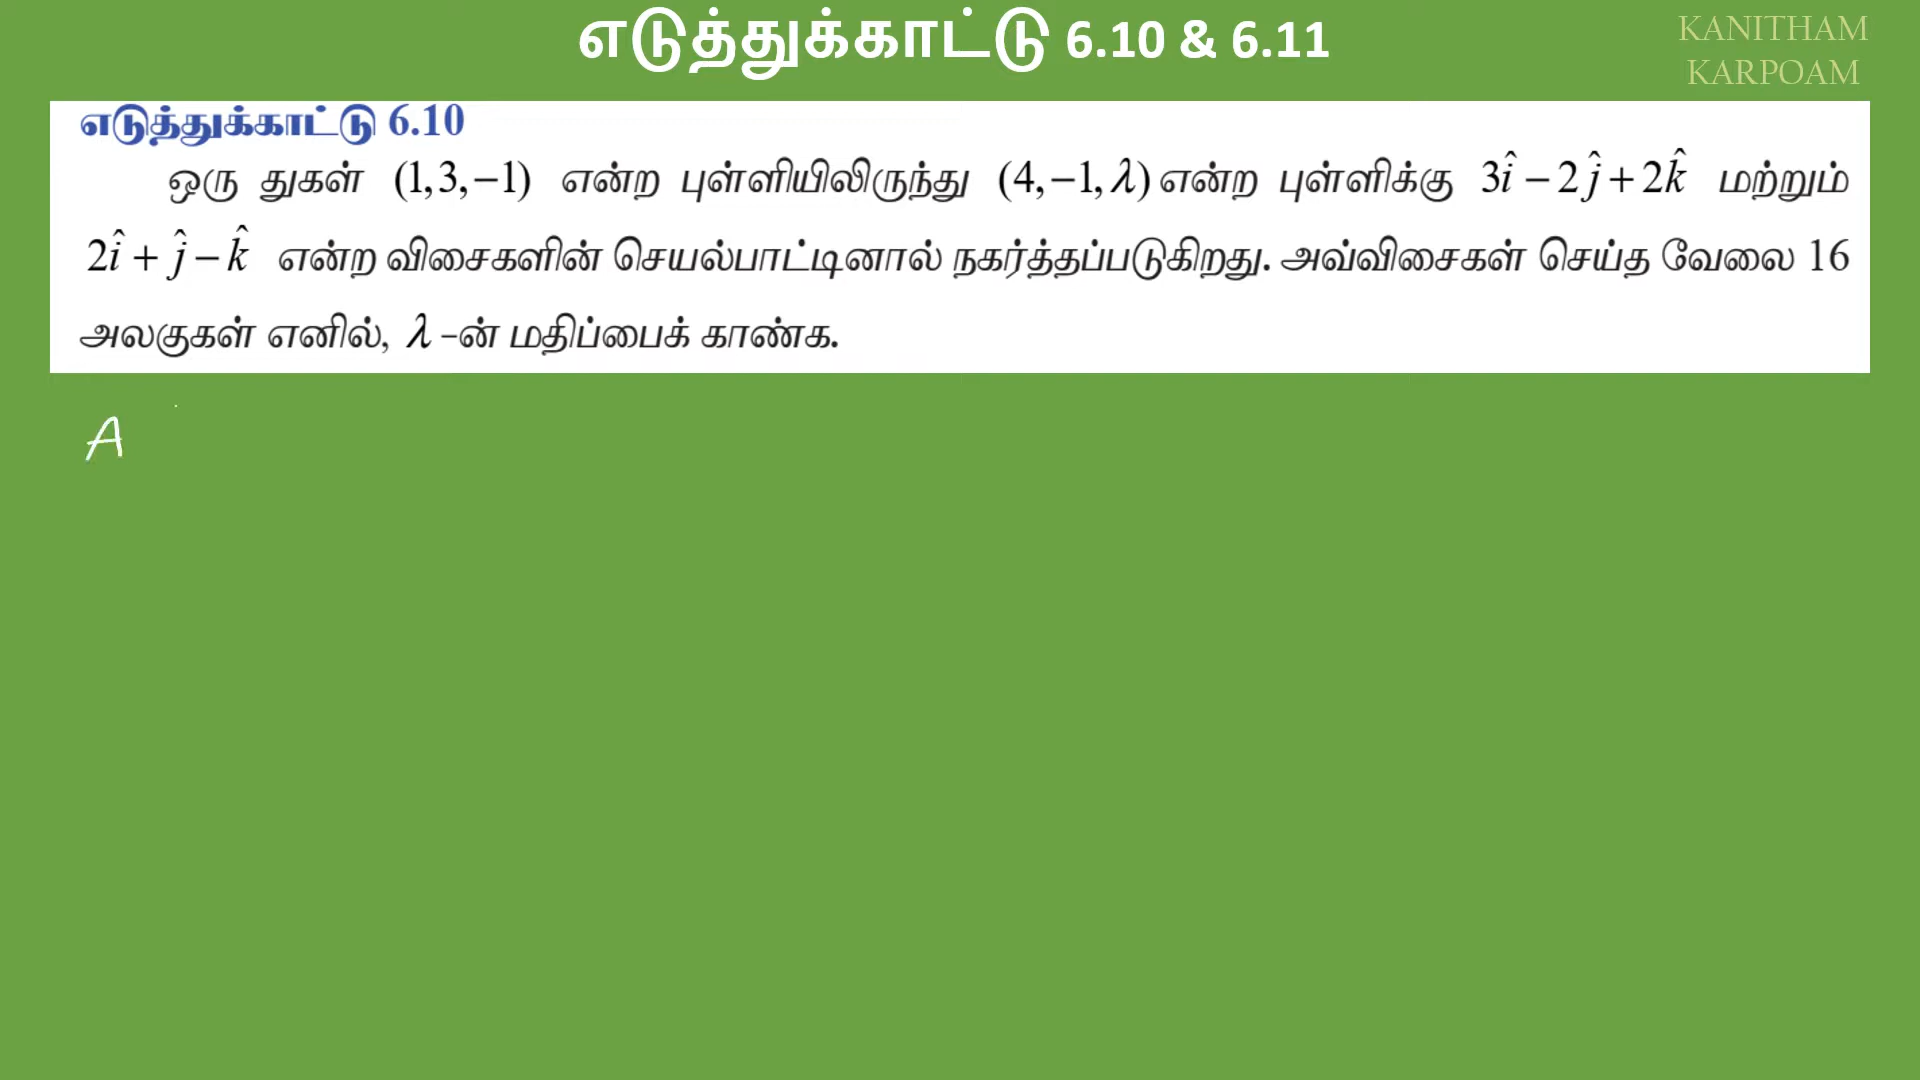 எடுத்துக்காட்டு 6.10 & 6.11
KANITHAM
KARPOAM
எடுத்துக்காட்டு 6.10
ஒரு துகள் (1,3,−1) என்ற புள்ளியிலிருந்து (4,−1,λ) என்ற புள்ளிக்கு 3î − 2ĵ + 2k̂ மற்றும்
2î + ĵ − k̂ என்ற விசைகளின் செயல்பாட்டினால் நகர்த்தப்படுகிறது. அவ்விசைகள் செய்த வேலை 16
அலகுகள் எனில், λ –ன் மதிப்பைக் காண்க.
A